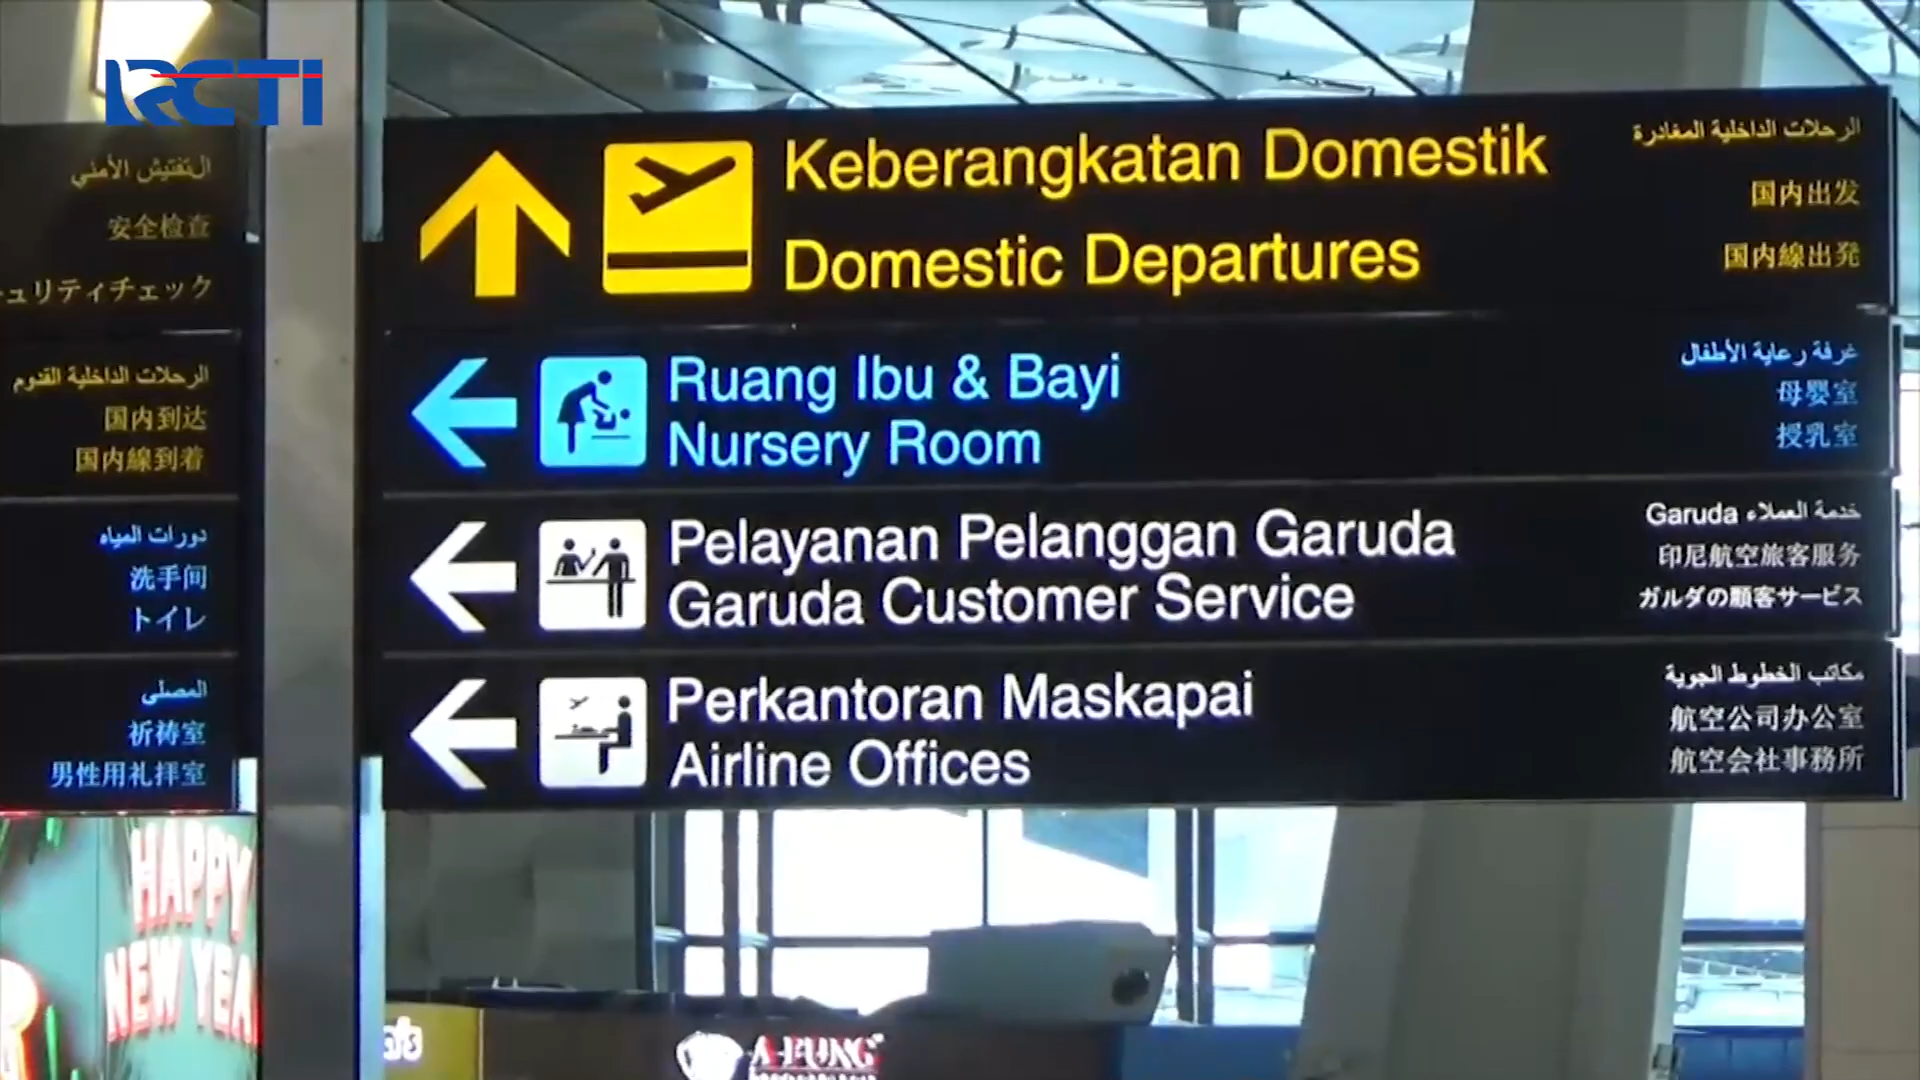 RCTI
التفتيش الأمني
安全检查
ュリティチェック
الرحلات الداخلية القدوم
国内到达
国内線到着
دورات المياه
洗手间
トイレ
المصلى
祈祷室
男性用礼拝室
Keberangkatan Domestik
Domestic Departures
الرحلات الداخلية المغادرة
国内出发
国内線出発
Ruang Ibu & Bayi
Nursery Room
غرفة رعاية الأطفال
母婴室
授乳室
Pelayanan Pelanggan Garuda
Garuda Customer Service
خدمة العملاء Garuda
印尼航空旅客服务
ガルダの顧客サービス
Perkantoran Maskapai
Airline Offices
مكاتب الخطوط الجوية
航空公司办公室
航空会社事務所
HAPPY
NEW YEA
A FUNG